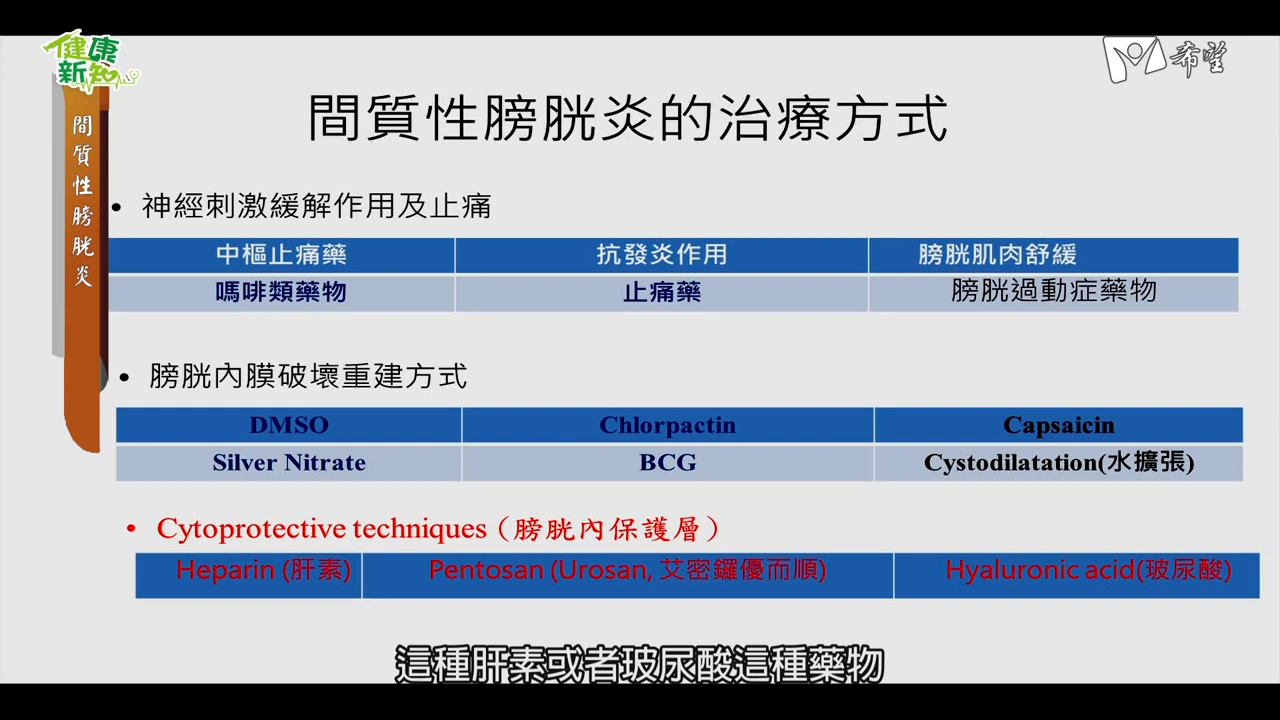 健康
新知
希望
間質性膀胱炎
間質性膀胱炎的治療方式
• 神經刺激緩解作用及止痛
中樞止痛藥 抗發炎作用 膀胱肌肉舒緩
嗎啡類藥物 止痛藥 膀胱過動症藥物
• 膀胱內膜破壞重建方式
DMSO Chlorpactin Capsaicin
Silver Nitrate BCG Cystodilatation(水擴張)
• Cytoprotective techniques（膀胱內保護層）
Heparin (肝素) Pentosan (Urosan, 艾密鑼優而順) Hyaluronic acid(玻尿酸)
這種肝素或者玻尿酸這種藥物